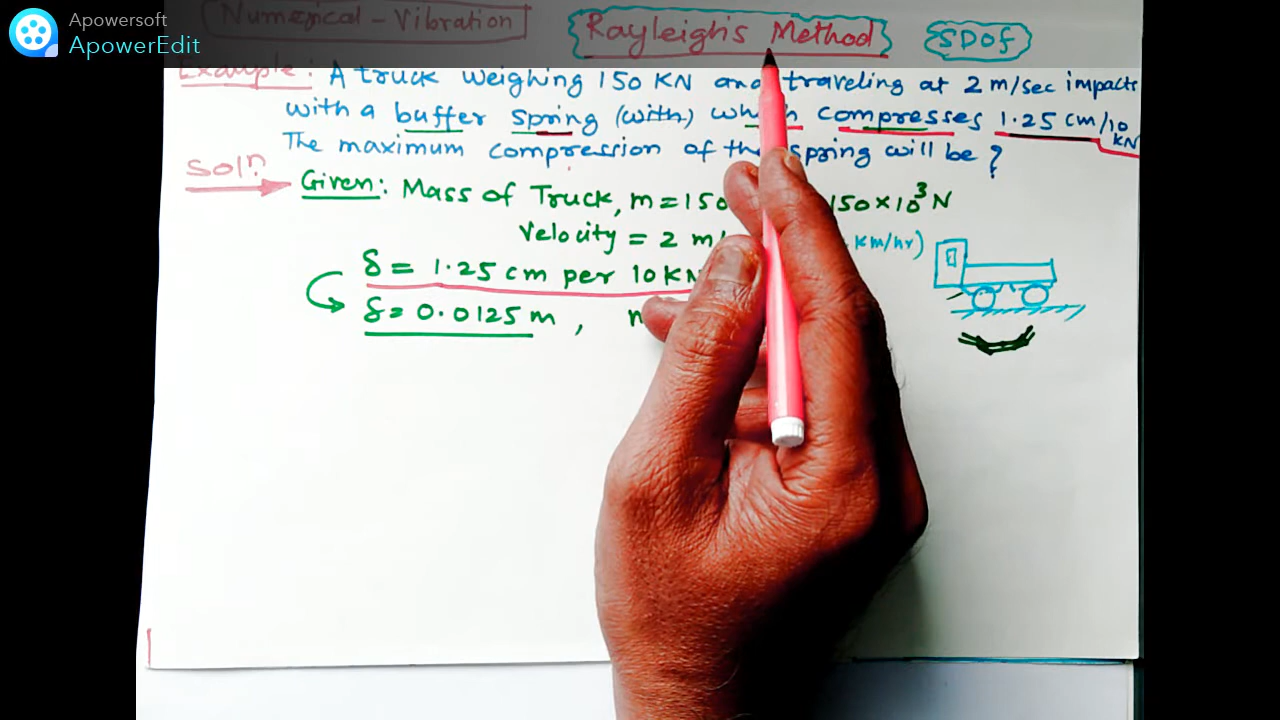 Apowersoft
ApowerEdit
Numerical - Vibration
Rayleigh's Method
SDof
Example: A truck weighing 150 KN and traveling at 2 m/sec impacts
with a buffer spring (with) which compresses 1.25 cm/10 KN
The maximum compression of the spring will be ?
Soln
Given: Mass of Truck, m = 150 150 × 10³ N
Velocity = 2 m/ km/hr)
δ = 1.25 cm per 10 KN
δ = 0.0125 m ,